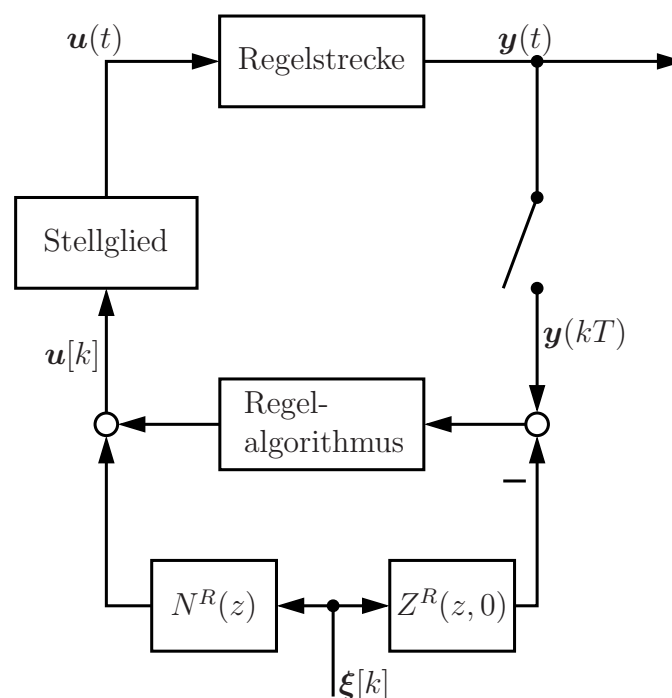 u(t)
Regelstrecke
y(t)
Stellglied
u[k]
y(kT)
Regel-
algorithmus
−
N^R(z)
Z^R(z, 0)
ξ[k]